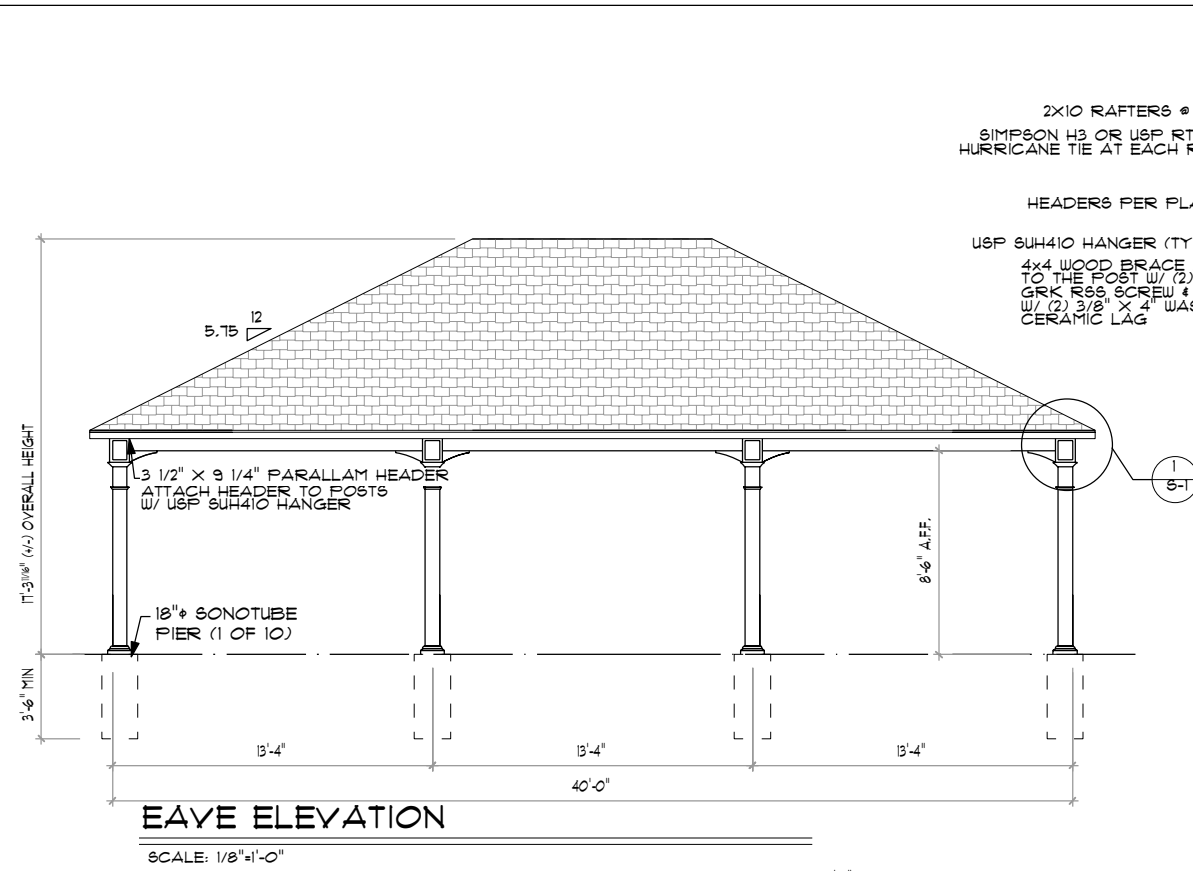 2X10 RAFTERS @
SIMPSON H3 OR USP RT
HURRICANE TIE AT EACH R
HEADERS PER PLA
USP SUH410 HANGER (TY
4x4 WOOD BRACE
TO THE POST W/ (2)
GRK RSS SCREW &
W/ (2) 3/8" X 4" WAS
CERAMIC LAG
12
5.75
17'-3 11/16" (+/-) OVERALL HEIGHT
3 1/2" X 9 1/4" PARALLAM HEADER
ATTACH HEADER TO POSTS
W/ USP SUH410 HANGER
1
S-1
8'-6" A.F.F.
18"ϕ SONOTUBE
PIER (1 OF 10)
3'-6" MIN
13'-4"
13'-4"
13'-4"
40'-0"
EAVE ELEVATION
SCALE: 1/8"=1'-0"